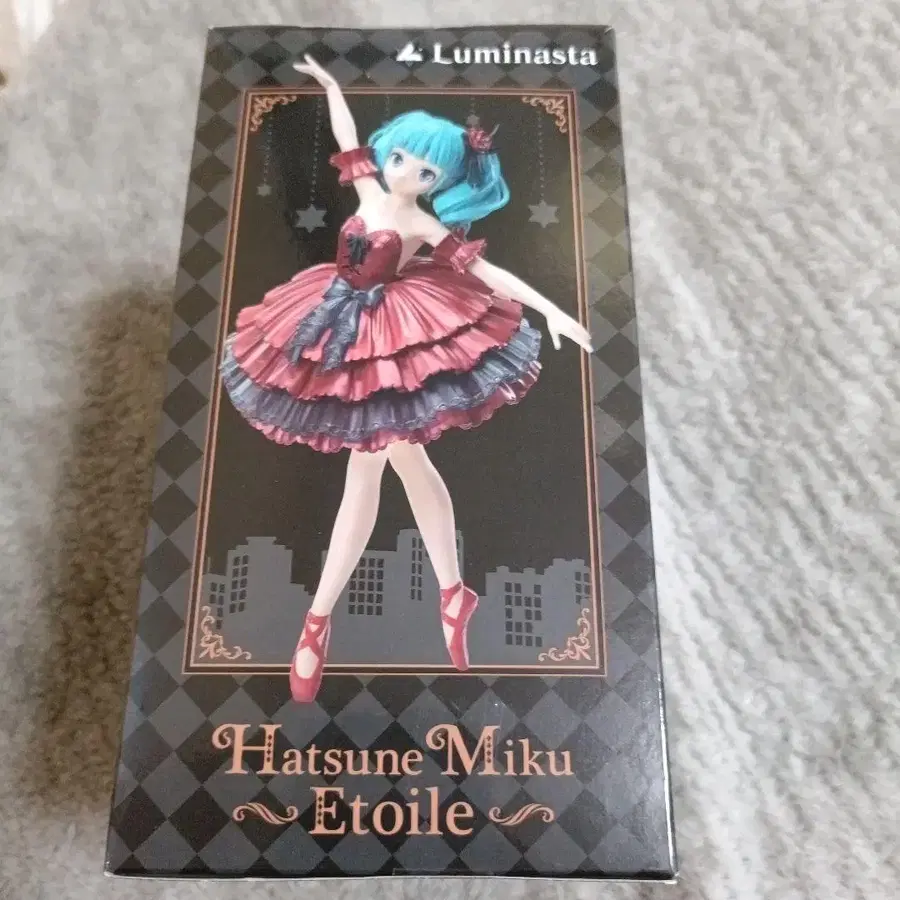 Luminasta
Hatsune Miku
Etoile